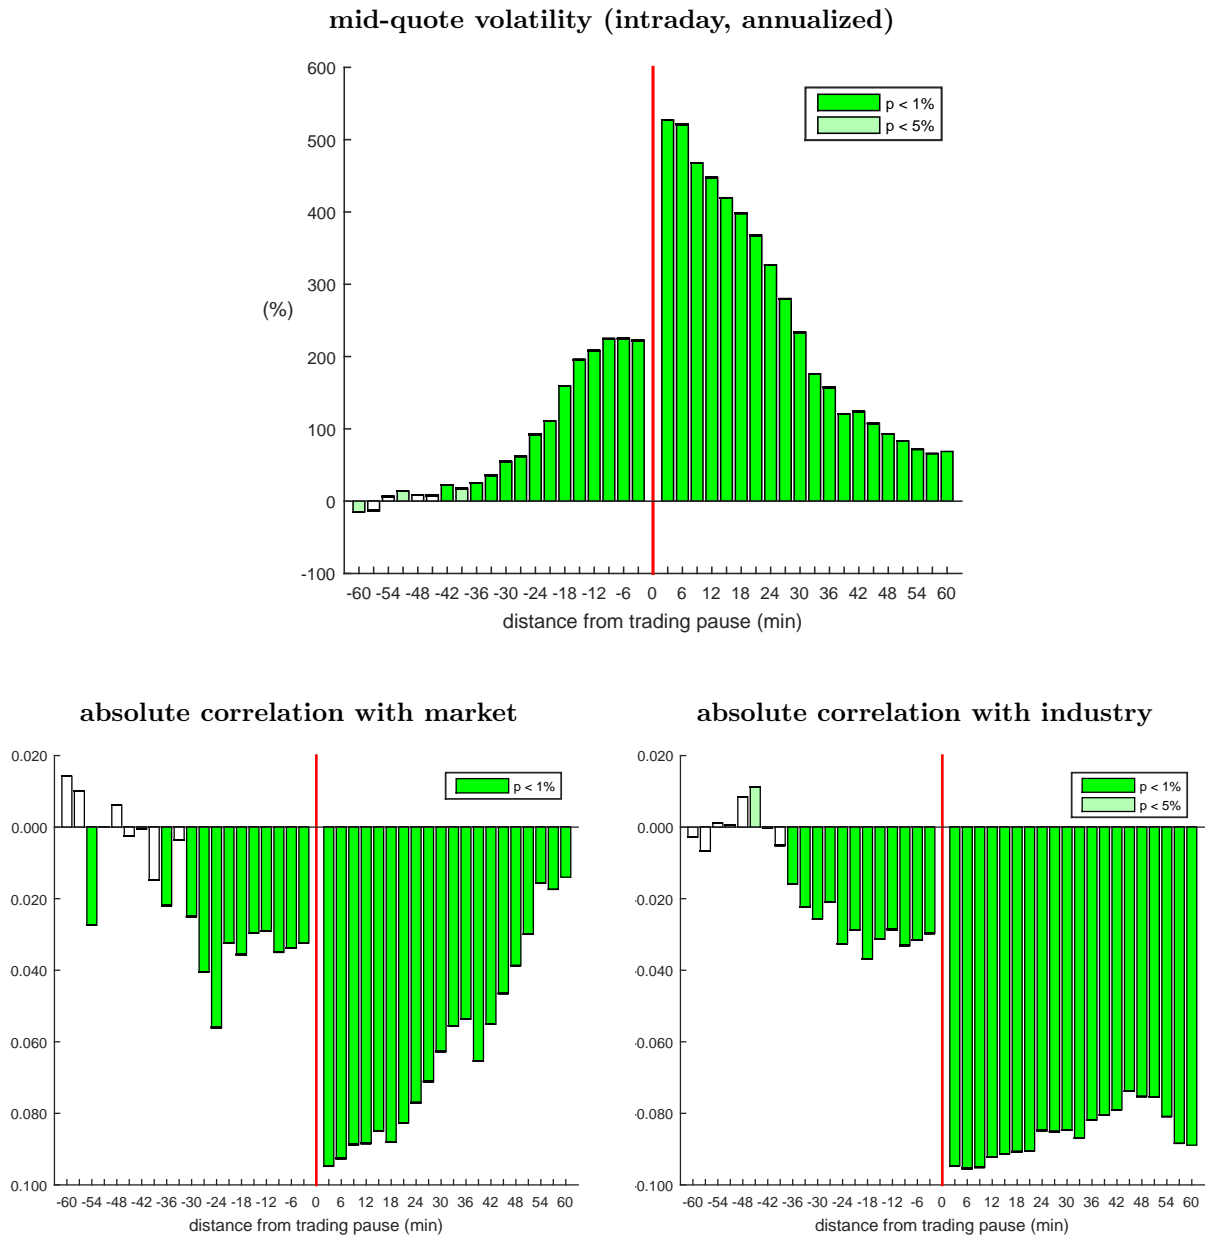 mid-quote volatility (intraday, annualized)
600
500
400
300
200
100
0
-100
(%)
p < 1%
p < 5%
-60 -54 -48 -42 -36 -30 -24 -18 -12 -6 0 6 12 18 24 30 36 42 48 54 60
distance from trading pause (min)
absolute correlation with market
0.020
0.000
0.020
0.040
0.060
0.080
0.100
p < 1%
-60 -54 -48 -42 -36 -30 -24 -18 -12 -6 0 6 12 18 24 30 36 42 48 54 60
distance from trading pause (min)
absolute correlation with industry
0.020
0.000
0.020
0.040
0.060
0.080
0.100
p < 1%
p < 5%
-60 -54 -48 -42 -36 -30 -24 -18 -12 -6 0 6 12 18 24 30 36 42 48 54 60
distance from trading pause (min)